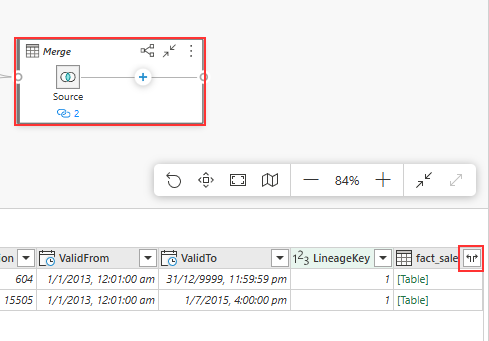 Merge
Source
2
84%
ion ValidFrom ValidTo 1²3 LineageKey fact_sale
604 1/1/2013, 12:01:00 am 31/12/9999, 11:59:59 pm 1 [Table]
15505 1/1/2013, 12:01:00 am 1/7/2015, 4:00:00 pm 1 [Table]